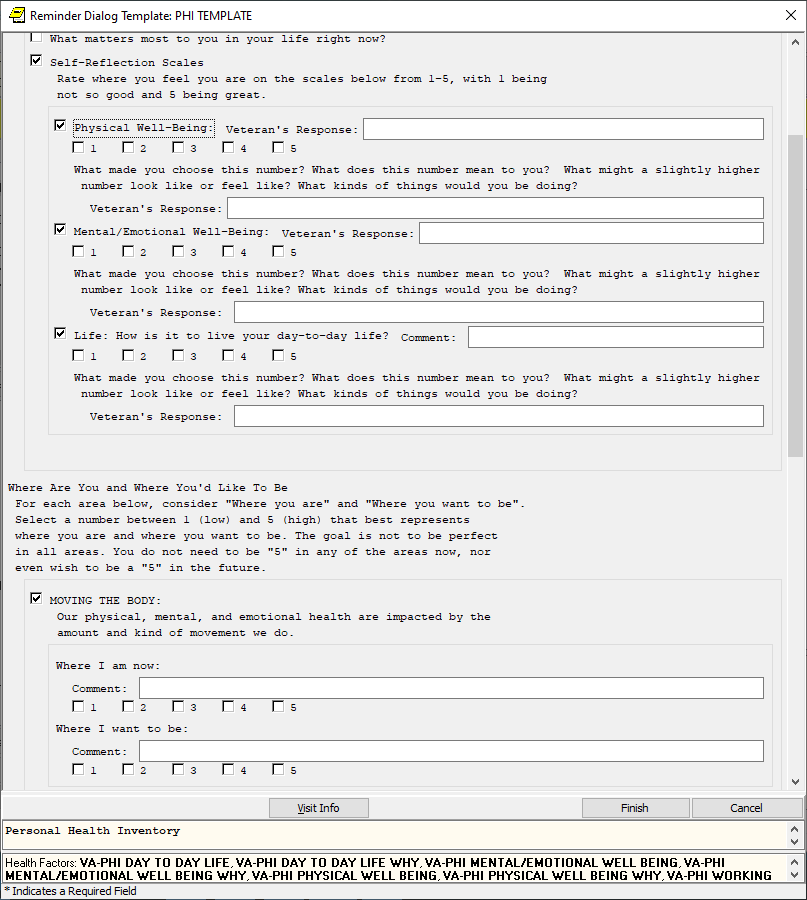 Reminder Dialog Template: PHI TEMPLATE
What matters most to you in your life right now?
Self-Reflection Scales
Rate where you feel you are on the scales below from 1-5, with 1 being
not so good and 5 being great.
Physical Well-Being: Veteran's Response:
1 2 3 4 5
What made you choose this number? What does this number mean to you? What might a slightly higher
number look like or feel like? What kinds of things would you be doing?
Veteran's Response:
Mental/Emotional Well-Being: Veteran's Response:
1 2 3 4 5
What made you choose this number? What does this number mean to you? What might a slightly higher
number look like or feel like? What kinds of things would you be doing?
Veteran's Response:
Life: How is it to live your day-to-day life? Comment:
1 2 3 4 5
What made you choose this number? What does this number mean to you? What might a slightly higher
number look like or feel like? What kinds of things would you be doing?
Veteran's Response:
Where Are You and Where You'd Like To Be
For each area below, consider "Where you are" and "Where you want to be".
Select a number between 1 (low) and 5 (high) that best represents
where you are and where you want to be. The goal is not to be perfect
in all areas. You do not need to be "5" in any of the areas now, nor
even wish to be a "5" in the future.
MOVING THE BODY:
Our physical, mental, and emotional health are impacted by the
amount and kind of movement we do.
Where I am now:
Comment:
1 2 3 4 5
Where I want to be:
Comment:
1 2 3 4 5
Visit Info Finish Cancel
Personal Health Inventory
Health Factors: VA-PHI DAY TO DAY LIFE, VA-PHI DAY TO DAY LIFE WHY, VA-PHI MENTAL/EMOTIONAL WELL BEING, VA-PHI
MENTAL/EMOTIONAL WELL BEING WHY, VA-PHI PHYSICAL WELL BEING, VA-PHI PHYSICAL WELL BEING WHY, VA-PHI WORKING
* Indicates a Required Field